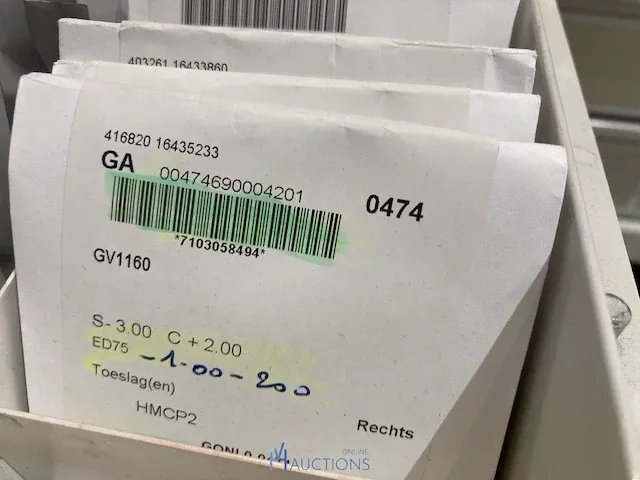 403261 16433860
416820 16435233
GA 00474690004201 0474
*7103058494*
GV1160
S- 3.00 C + 2.00
ED75 -1.00 - 200
Toeslag(en)
HMCP2
Rechts
ONLINE
AUCTIONS